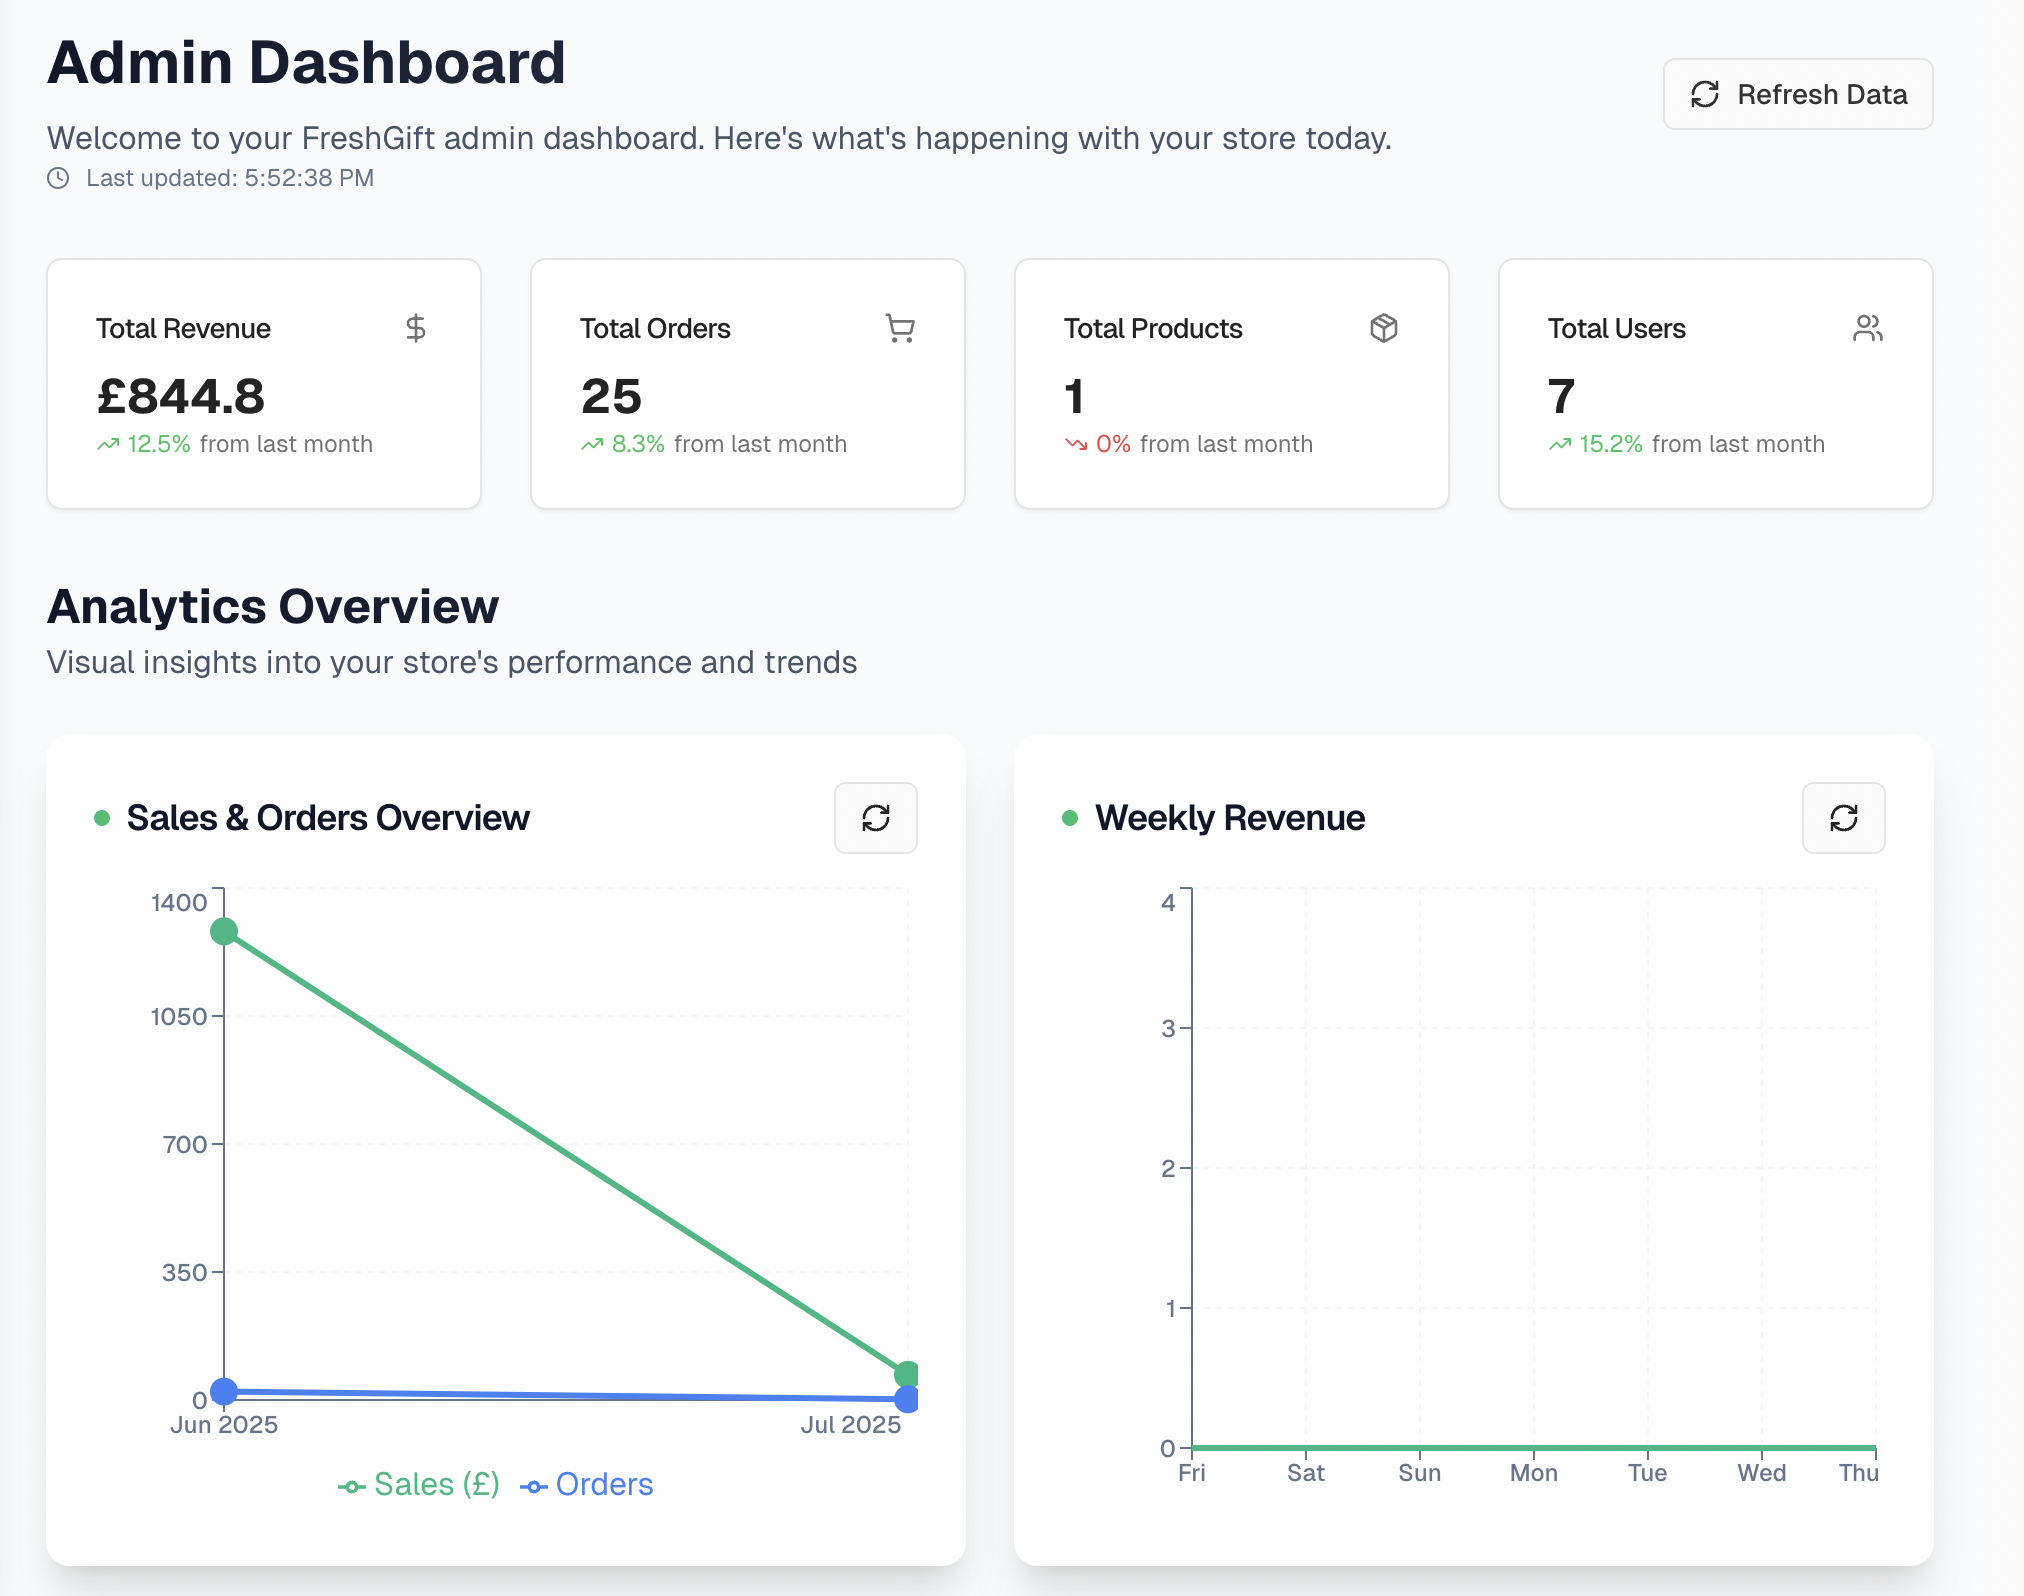 Admin Dashboard
Refresh Data
Welcome to your FreshGift admin dashboard. Here's what's happening with your store today.
Last updated: 5:52:38 PM
Total Revenue
£844.8
12.5% from last month
Total Orders
25
8.3% from last month
Total Products
1
0% from last month
Total Users
7
15.2% from last month
Analytics Overview
Visual insights into your store's performance and trends
Sales & Orders Overview
1400
1050
700
350
0
Jun 2025 Jul 2025
Sales (£) Orders
Weekly Revenue
4
3
2
1
0
Fri Sat Sun Mon Tue Wed Thu